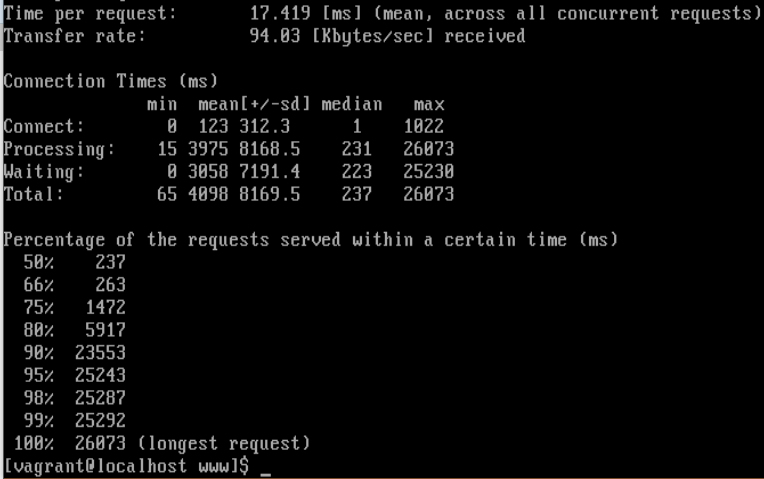 Time per request:       17.419 [ms] (mean, across all concurrent requests)
Transfer rate:          94.03 [Kbytes/sec] received
Connection Times (ms)
              min  mean[+/-sd] median   max
Connect:        0  123 312.3      1    1022
Processing:    15 3975 8168.5   231   26073
Waiting:        0 3058 7191.4   223   25230
Total:         65 4098 8169.5   237   26073
Percentage of the requests served within a certain time (ms)
  50%    237
  66%    263
  75%   1472
  80%   5917
  90%  23553
  95%  25243
  98%  25287
  99%  25292
 100%  26073 (longest request)
[vagrant@localhost www]$ _